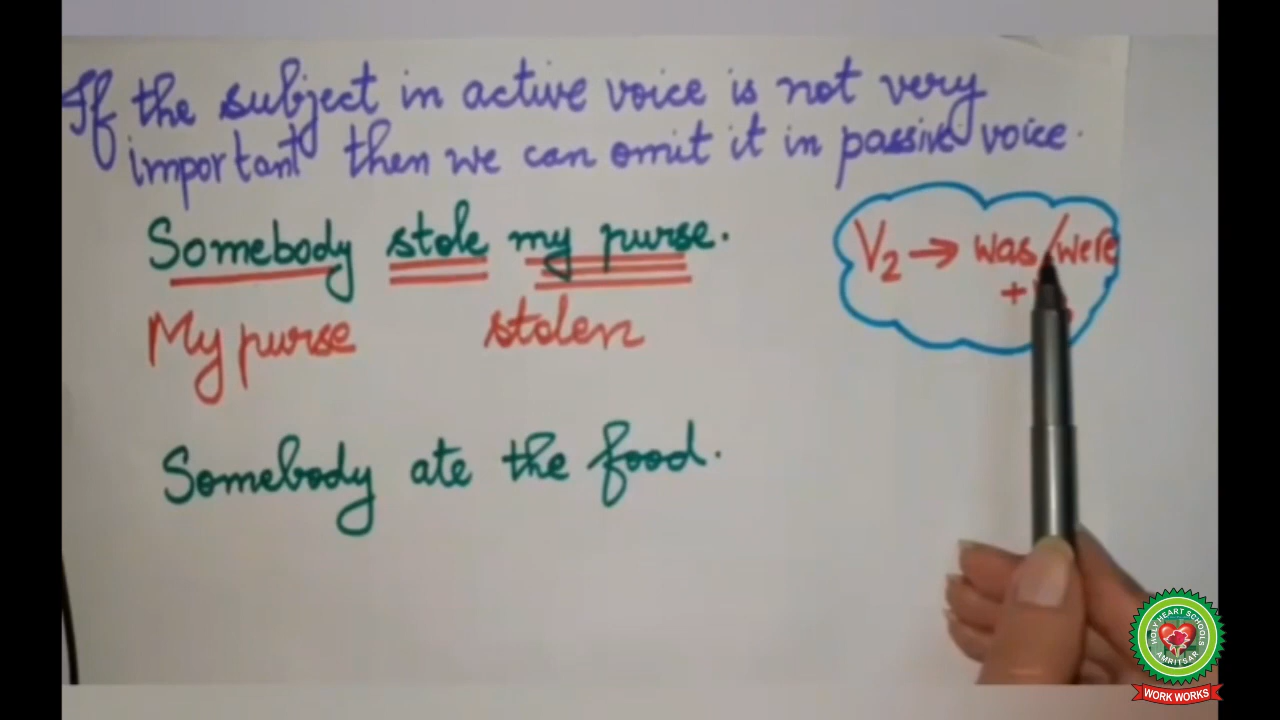 If the subject in active voice is not very
important then we can omit it in passive voice.
Somebody stole my purse.
V2 → was/were
+
My purse stolen
Somebody ate the food.
HOLY HEART SCHOOLS
AMRITSAR
WORK WORKS